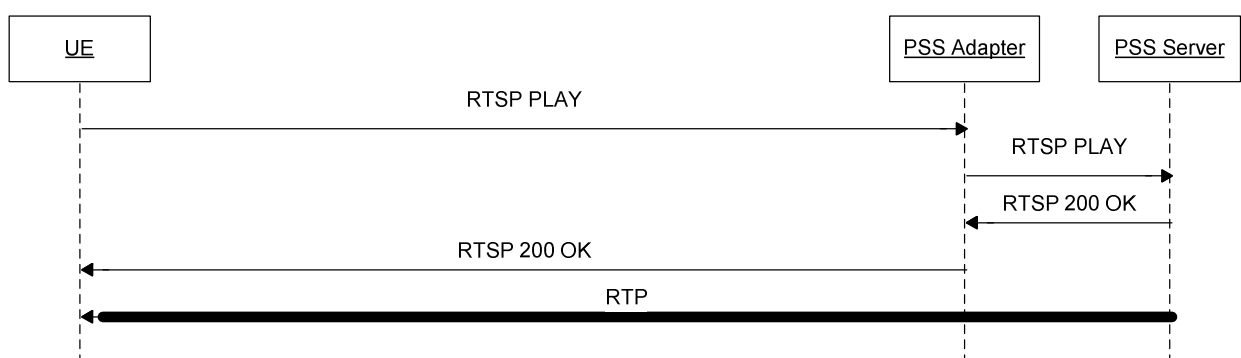 UE
PSS Adapter
PSS Server
RTSP PLAY
RTSP PLAY
RTSP 200 OK
RTSP 200 OK
RTP